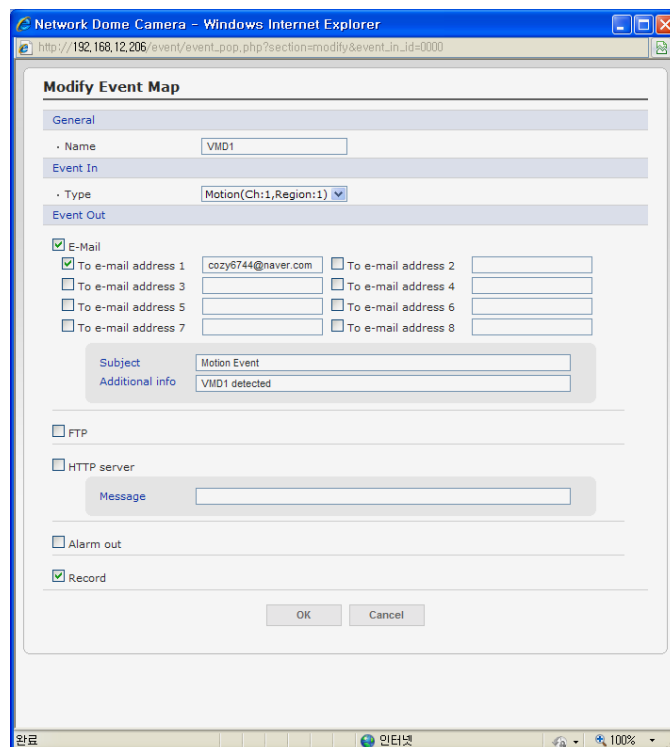 Network Dome Camera - Windows Internet Explorer
http://192,168,12,206/event/event_pop,php?section=modify&event_in_id=0000
Modify Event Map
General
· Name VMD1
Event In
· Type Motion(Ch:1,Region:1)
Event Out
E-Mail
To e-mail address 1 cozy6744@naver.com To e-mail address 2
To e-mail address 3 To e-mail address 4
To e-mail address 5 To e-mail address 6
To e-mail address 7 To e-mail address 8
Subject Motion Event
Additional info VMD1 detected
FTP
HTTP server
Message
Alarm out
Record
OK Cancel
완료 인터넷 100%